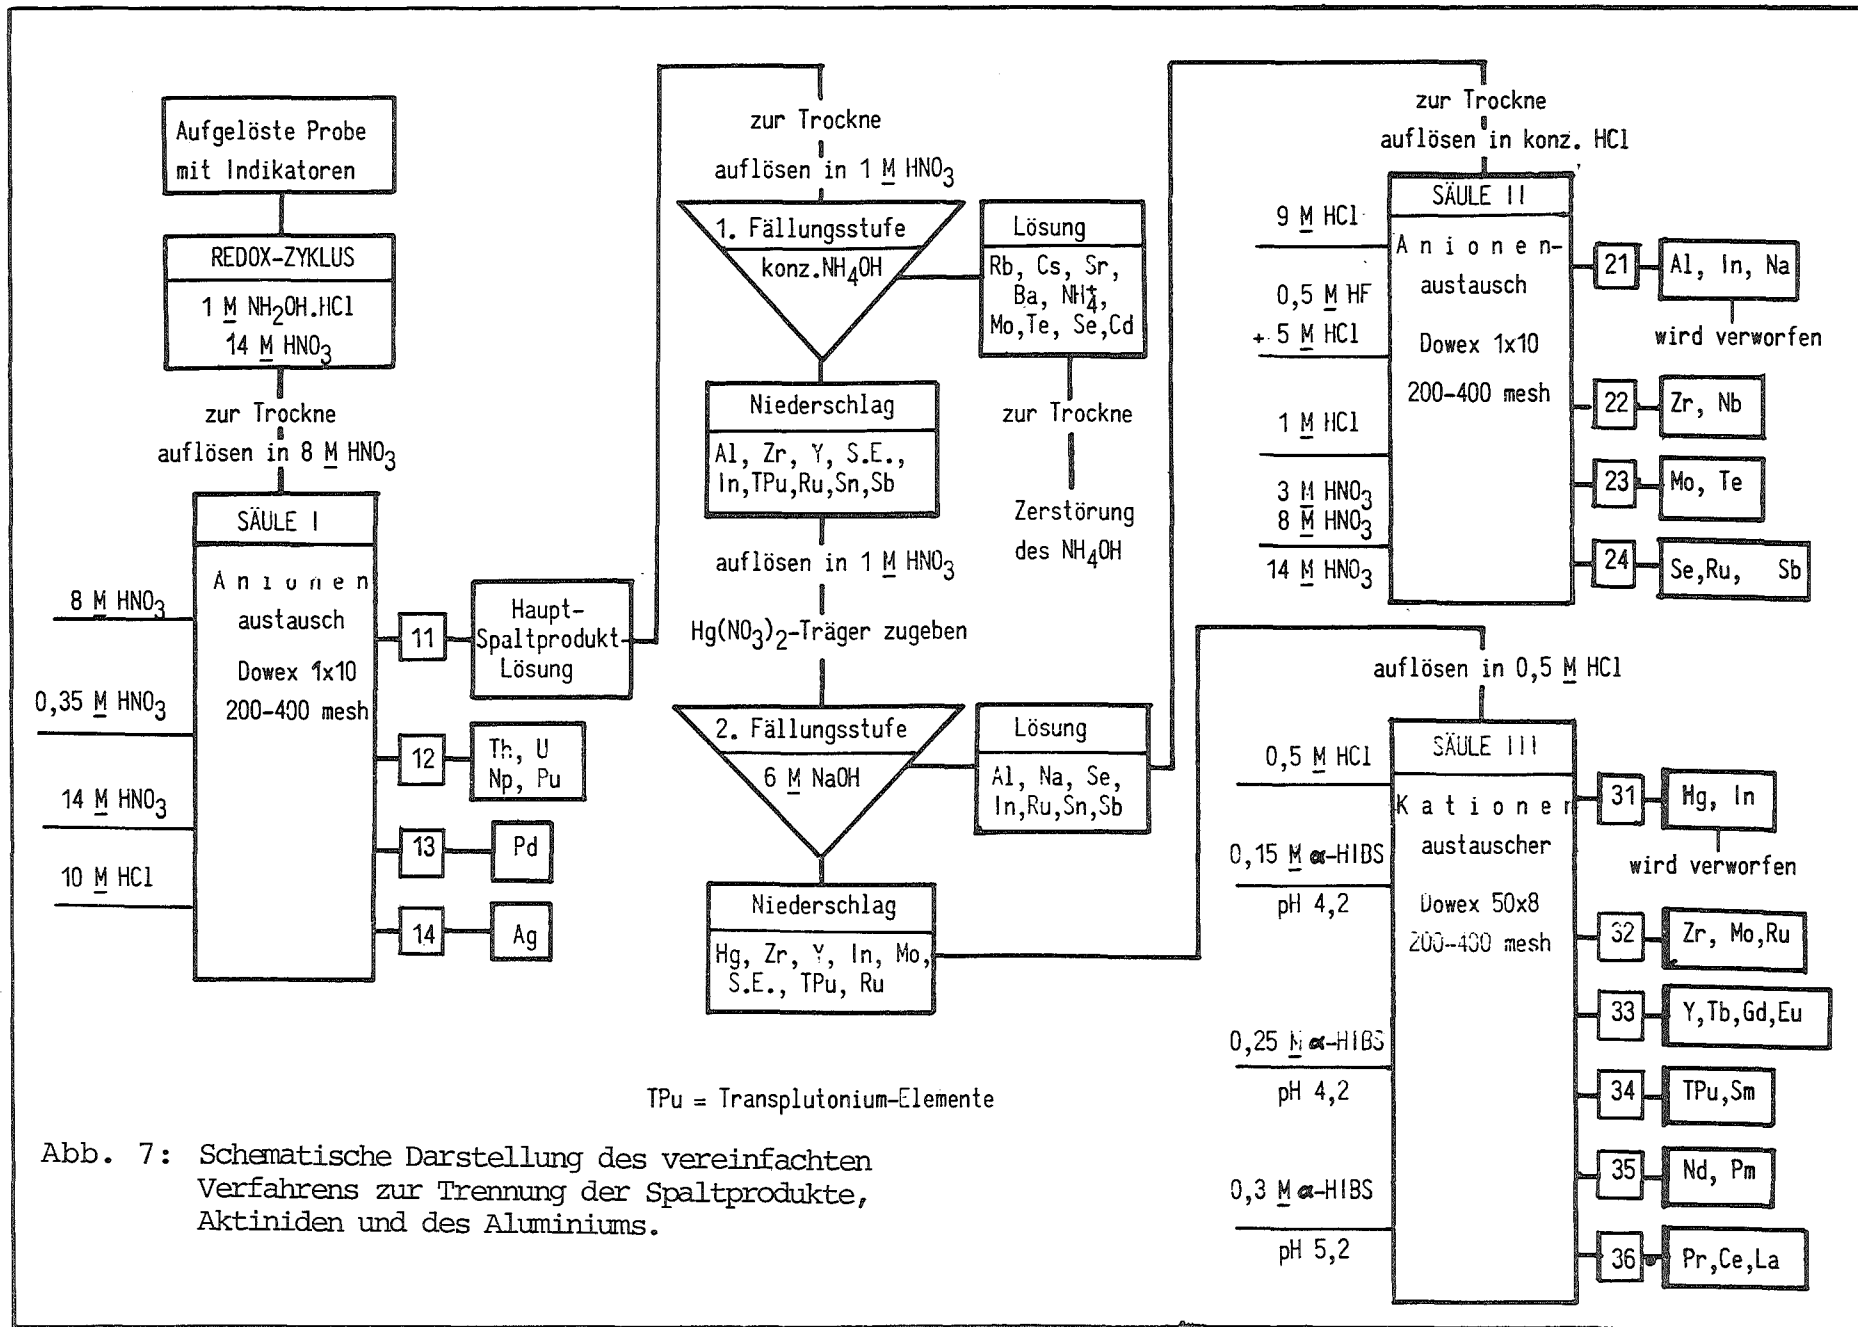 Aufgelöste Probe
mit Indikatoren
REDOX-ZYKLUS
1 M NH2OH.HCl
14 M HNO3
zur Trockne
auflösen in 8 M HNO3
SÄULE I
Anionen
austausch
Dowex 1x10
200-400 mesh
8 M HNO3
0,35 M HNO3
14 M HNO3
10 M HCl
11
Haupt-
Spaltprodukt-
Lösung
12
Th, U
Np, Pu
13
Pd
14
Ag
zur Trockne
auflösen in 1 M HNO3
1. Fällungsstufe
konz.NH4OH
Lösung
Rb, Cs, Sr,
Ba, NH4+,
Mo,Te, Se,Cd
zur Trockne
Zerstörung
des NH4OH
Niederschlag
Al, Zr, Y, S.E.,
In,TPu,Ru,Sn,Sb
auflösen in 1 M HNO3
Hg(NO3)2-Träger zugeben
2. Fällungsstufe
6 M NaOH
Lösung
Al, Na, Se,
In,Ru,Sn,Sb
Niederschlag
Hg, Zr, Y, In, Mo,
S.E., TPu, Ru
zur Trockne
auflösen in konz. HCl
SÄULE II
Anionen-
austausch
Dowex 1x10
200-400 mesh
9 M HCl
0,5 M HF
+ 5 M HCl
1 M HCl
3 M HNO3
8 M HNO3
14 M HNO3
21
Al, In, Na
wird verworfen
22
Zr, Nb
23
Mo, Te
24
Se,Ru, Sb
auflösen in 0,5 M HCl
SÄULE III
Kationen
austauscher
Dowex 50x8
200-400 mesh
0,5 M HCl
0,15 M α-HIBS
pH 4,2
0,25 M α-HIBS
pH 4,2
0,3 M α-HIBS
pH 5,2
31
Hg, In
wird verworfen
32
Zr, Mo,Ru
33
Y,Tb,Gd,Eu
34
TPu,Sm
35
Nd, Pm
36
Pr,Ce,La
TPu = Transplutonium-Elemente
Abb. 7: Schematische Darstellung des vereinfachten
Verfahrens zur Trennung der Spaltprodukte,
Aktiniden und des Aluminiums.